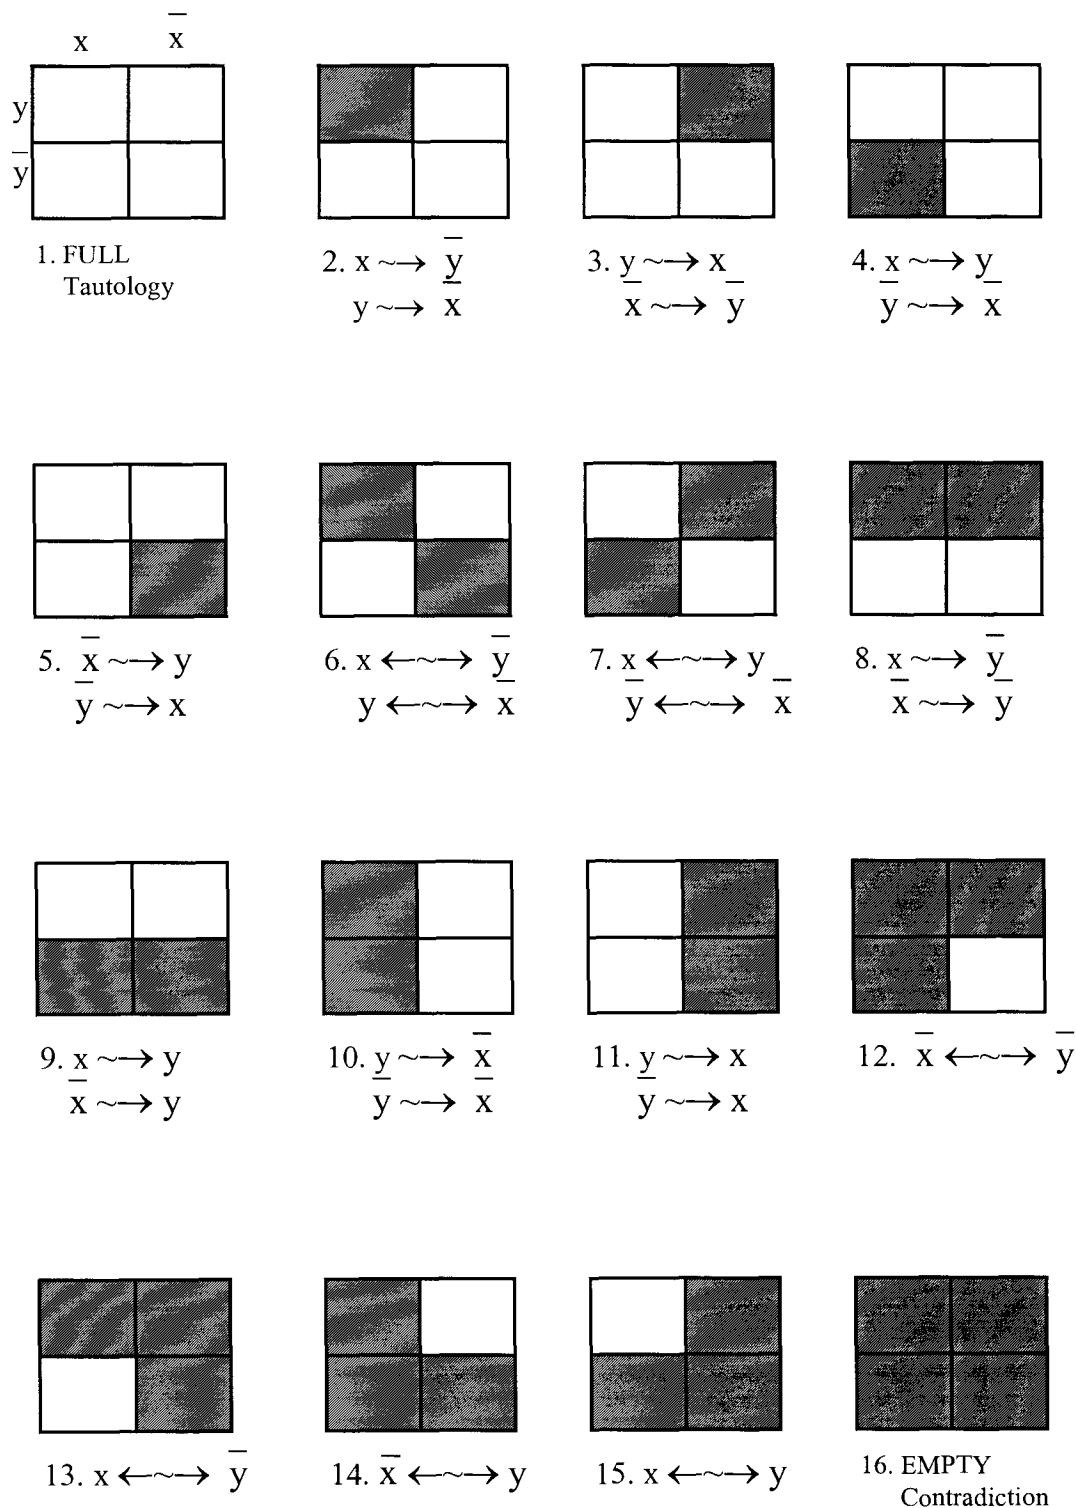 x x̅
y
y̅
1. FULL
Tautology
2. x ~→ y̅
y ~→ x̅
3. y ~→ x
x̅ ~→ y̅
4. x ~→ y
y̅ ~→ x̅
5. x̅ ~→ y
y̅ ~→ x
6. x ←~→ y̅
y ←~→ x̅
7. x ←~→ y
y̅ ←~→ x̅
8. x ~→ y̅
x̅ ~→ y̅
9. x ~→ y
x̅ ~→ y
10. y ~→ x̅
y̅ ~→ x̅
11. y ~→ x
y̅ ~→ x
12. x̅ ←~→ y̅
13. x ←~→ y̅
14. x̅ ←~→ y
15. x ←~→ y
16. EMPTY
Contradiction